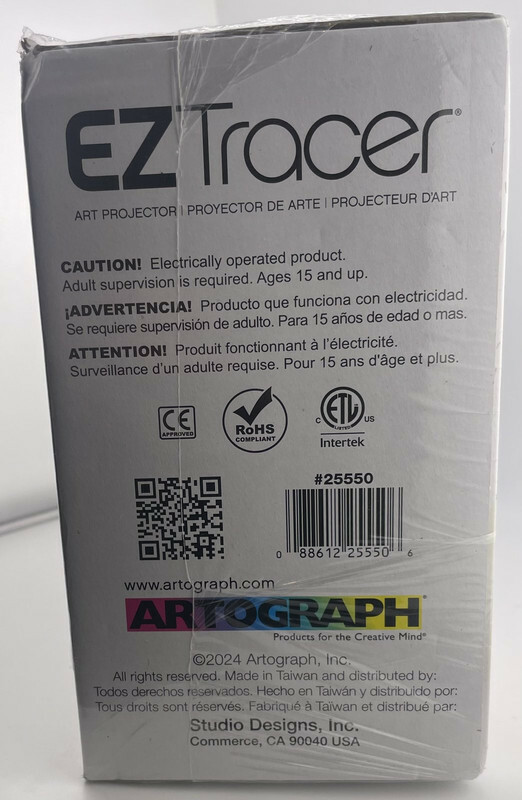 EZTracer®
ART PROJECTOR | PROYECTOR DE ARTE | PROJECTEUR D'ART
CAUTION! Electrically operated product.
Adult supervision is required. Ages 15 and up.
¡ADVERTENCIA! Producto que funciona con electricidad.
Se requiere supervisión de adulto. Para 15 años de edad o mas.
ATTENTION! Produit fonctionnant à l'électricité.
Surveillance d'un adulte requise. Pour 15 ans d'âge et plus.
CE
APPROVED
RoHS
COMPLIANT
C ETL US
LISTED
Intertek
#25550
0 88612 25550 6
www.artograph.com
ARTOGRAPH®
Products for the Creative Mind®
©2024 Artograph, Inc.
All rights reserved. Made in Taiwan and distributed by:
Todos derechos reservados. Hecho en Taiwán y distribuido por:
Tous droits sont réservés. Fabriqué à Taïwan et distribué par:
Studio Designs, Inc.
Commerce, CA 90040 USA